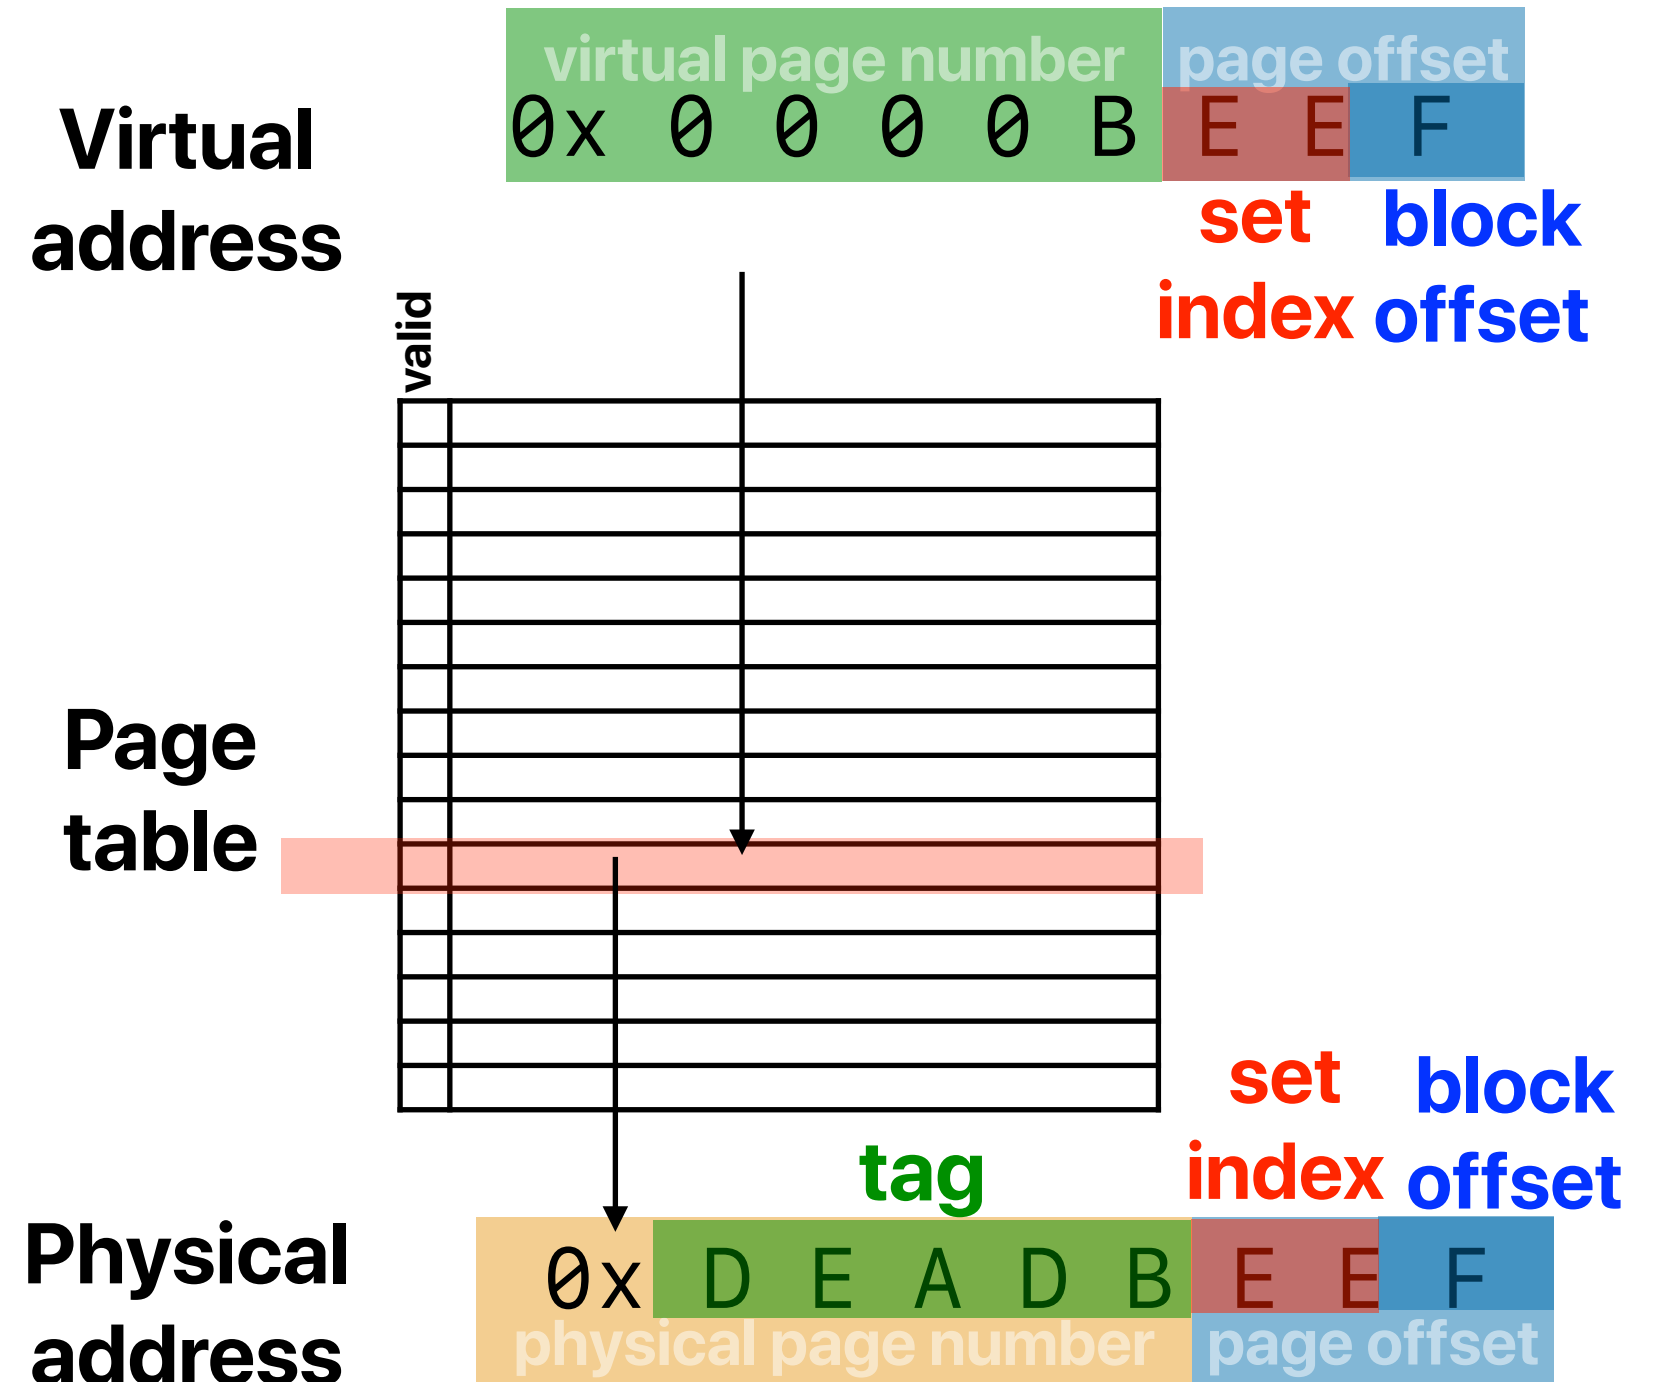 virtual page number page offset
0x 0 0 0 0 B E E F
Virtual
address
set
index
block
offset
valid
Page
table
set
index
block
offset
tag
Physical
address
0x D E A D B E E F
physical page number page offset